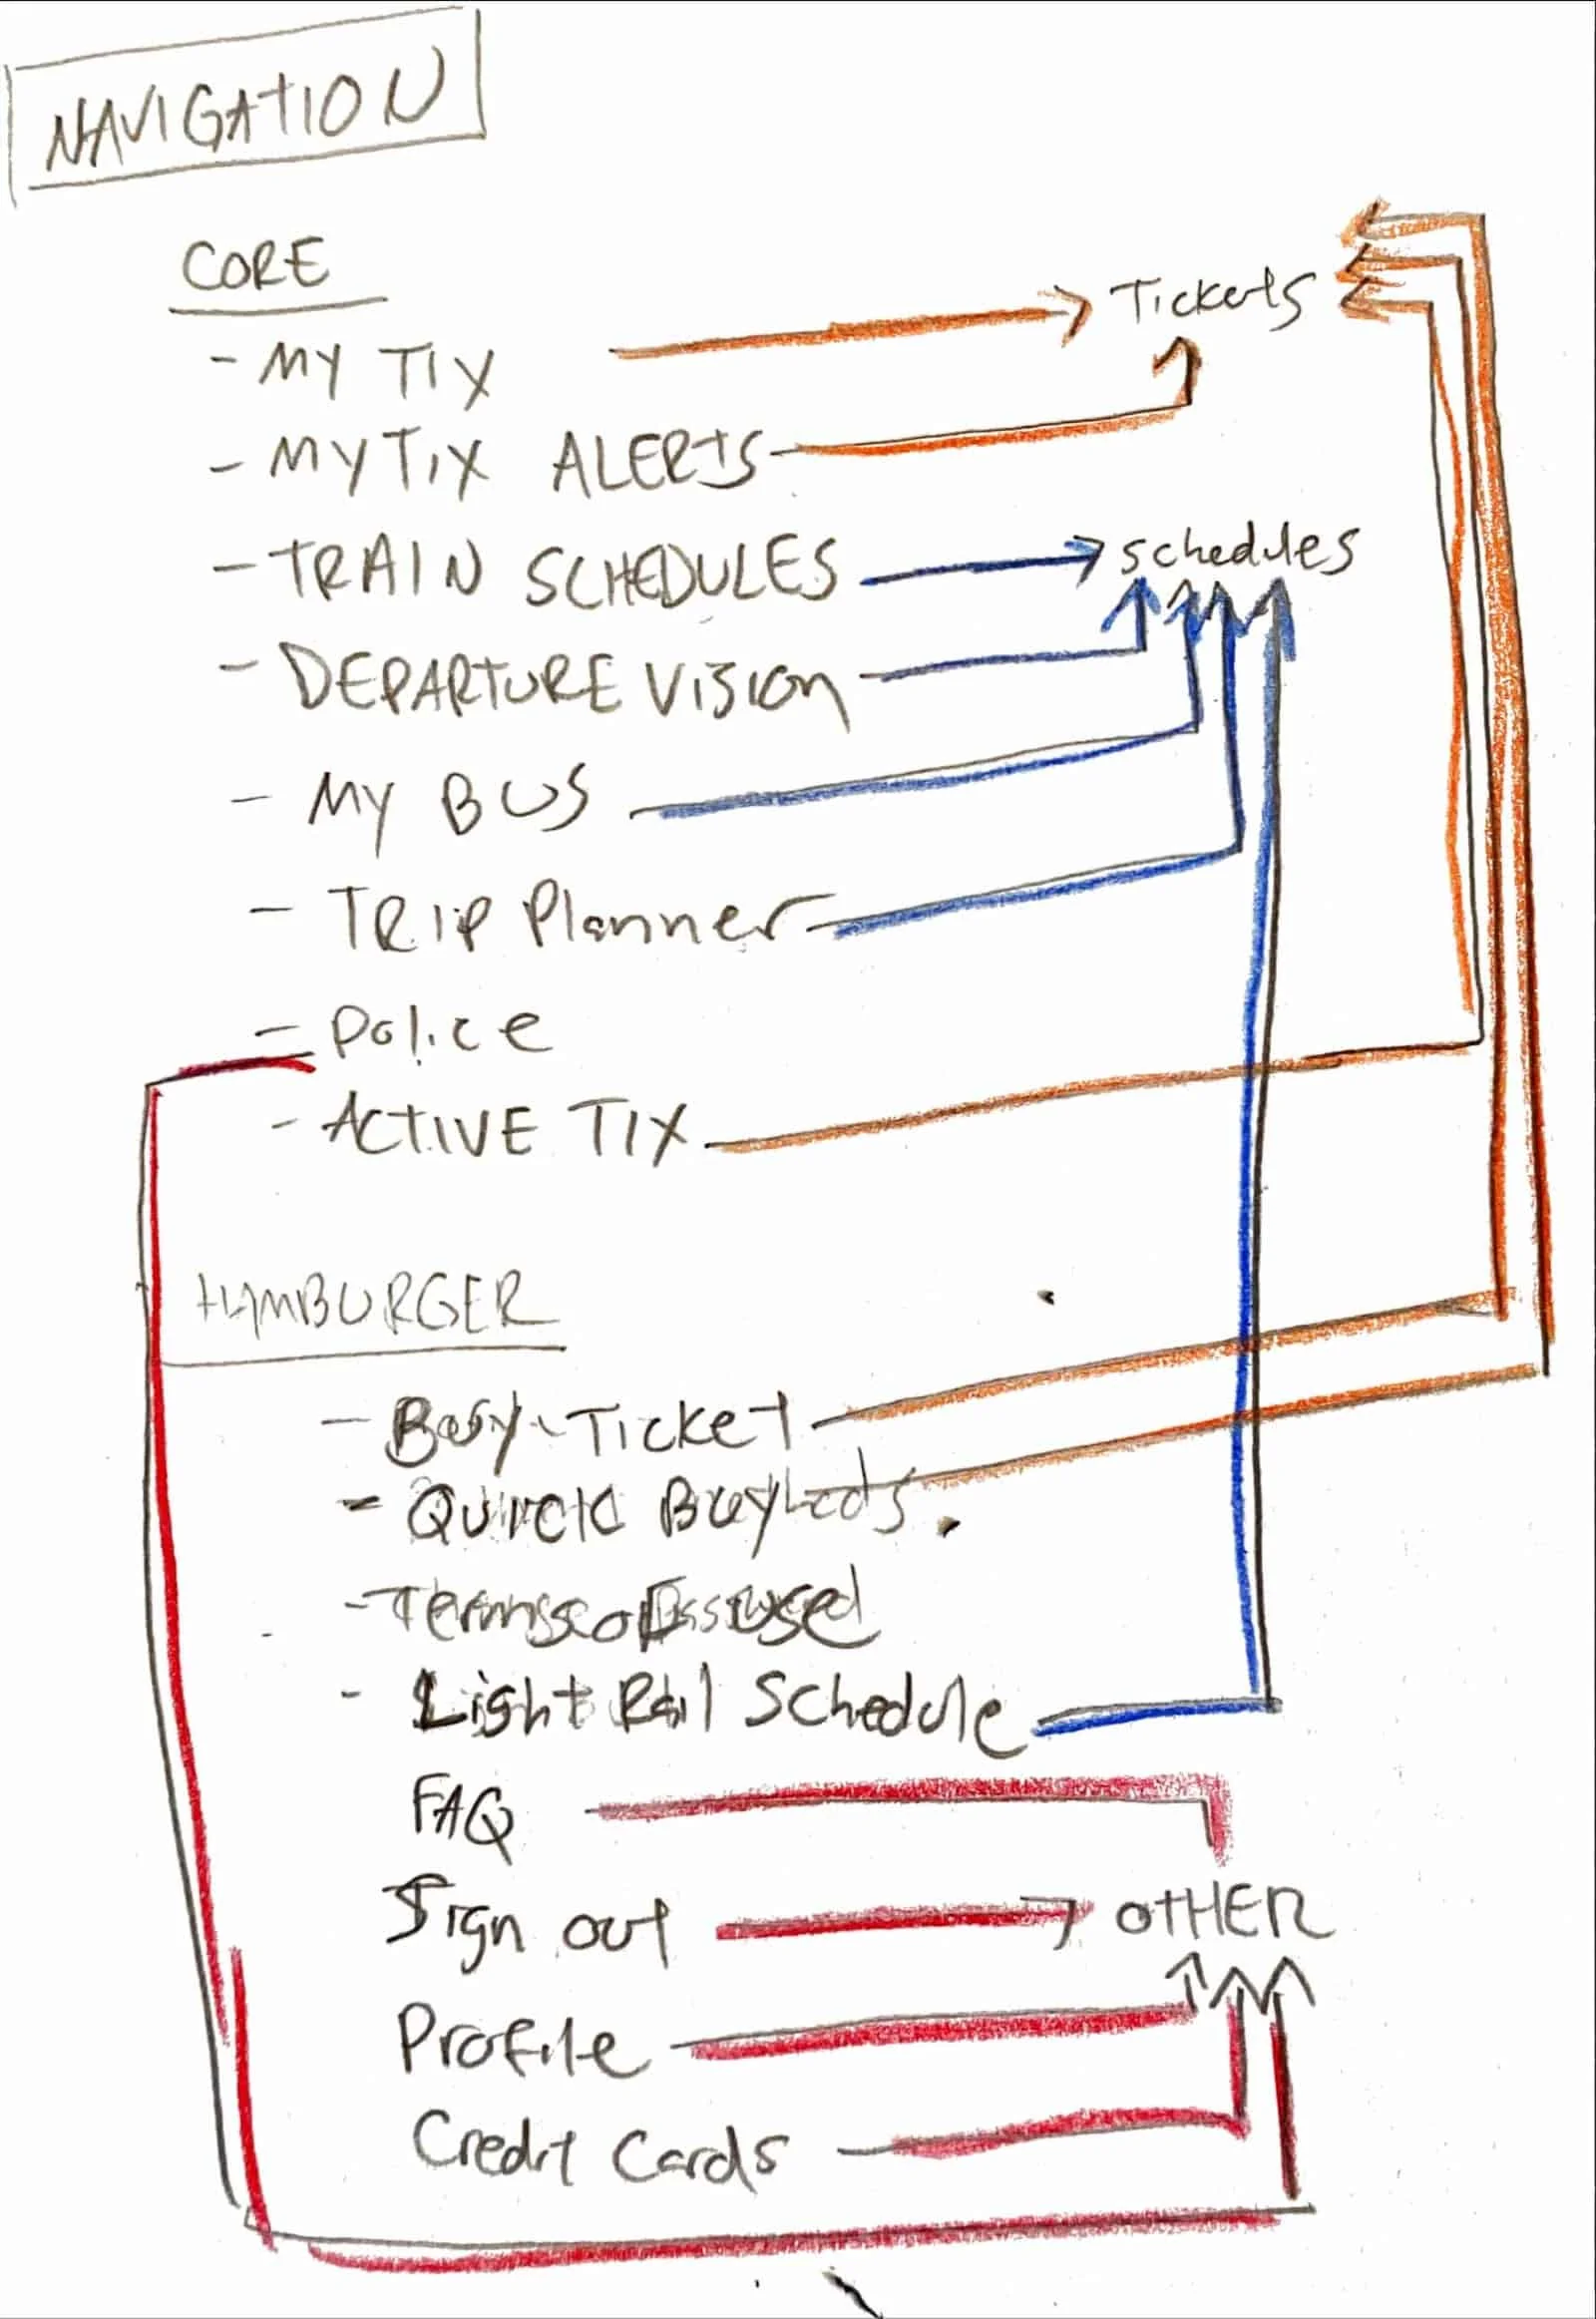 NAVIGATION
CORE
- MY TIX
Tickets
- MY TIX ALERTS
- TRAIN SCHEDULES
schedules
- DEPARTURE VISION
- MY BUS
- TRIP Planner
- Police
- ACTIVE TIX
HAMBURGER
- Buy Ticket
- Quick Buy
- Terms of use
- Light Rail Schedule
FAQ
Sign out
OTHER
Profile
Credit Cards